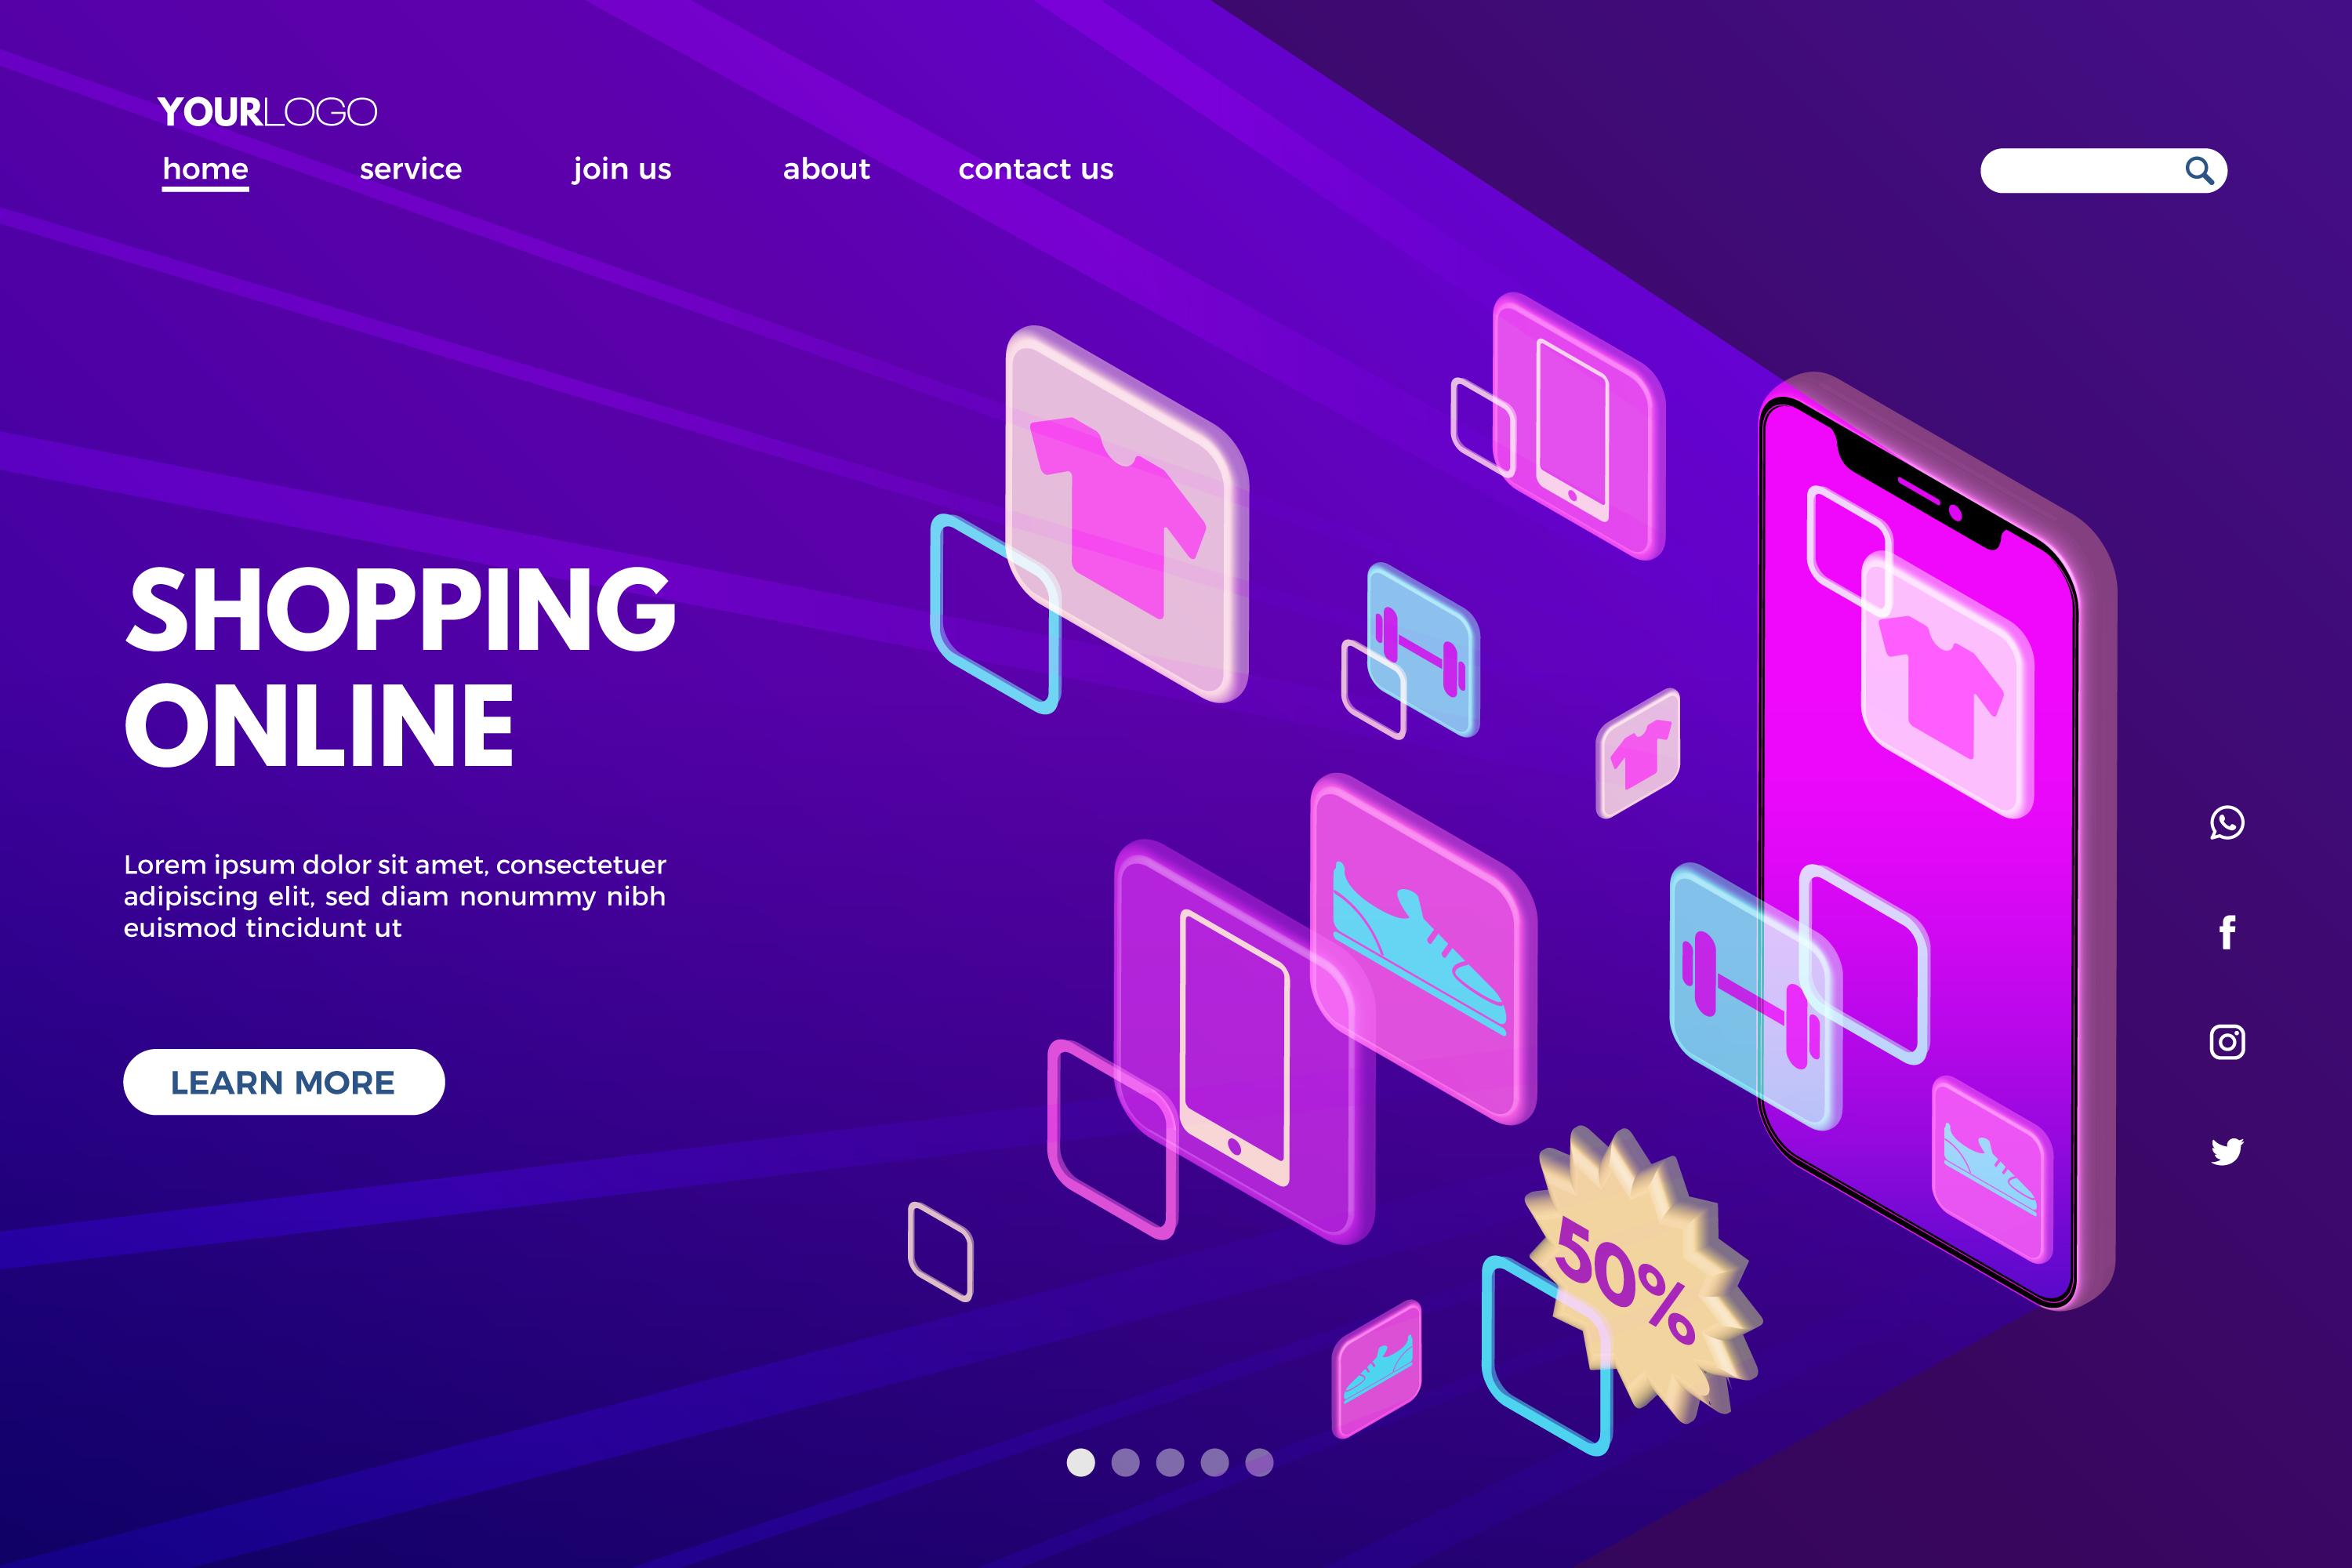 YOURLOGO
home service join us about contact us
SHOPPING
ONLINE
Lorem ipsum dolor sit amet, consectetuer
adipiscing elit, sed diam nonummy nibh
euismod tincidunt ut
LEARN MORE
50%